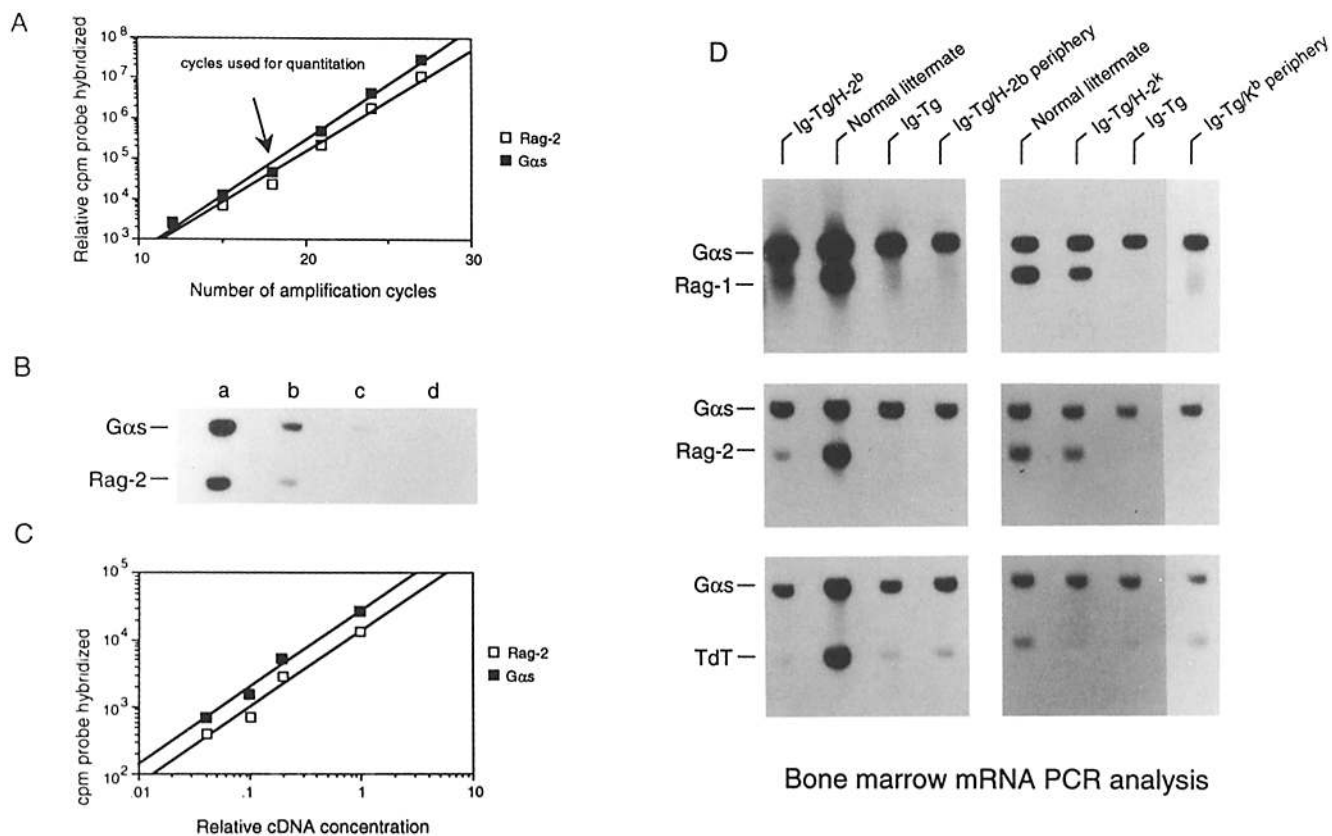 A
Relative cpm probe hybridized
10^8
10^7
10^6
10^5
10^4
10^3
cycles used for quantitation
10
20
30
Number of amplification cycles
Rag-2
Gαs
B
a b c d
Gαs
Rag-2
C
cpm probe hybridized
10^5
10^4
10^3
10^2
.01
.1
1
10
Relative cDNA concentration
Rag-2
Gαs
D
Ig-Tg/H-2^b
Normal littermate
Ig-Tg
Ig-Tg/H-2b periphery
Normal littermate
Ig-Tg/H-2^k
Ig-Tg
Ig-Tg/K^b periphery
Gαs
Rag-1
Gαs
Rag-2
Gαs
TdT
Bone marrow mRNA PCR analysis